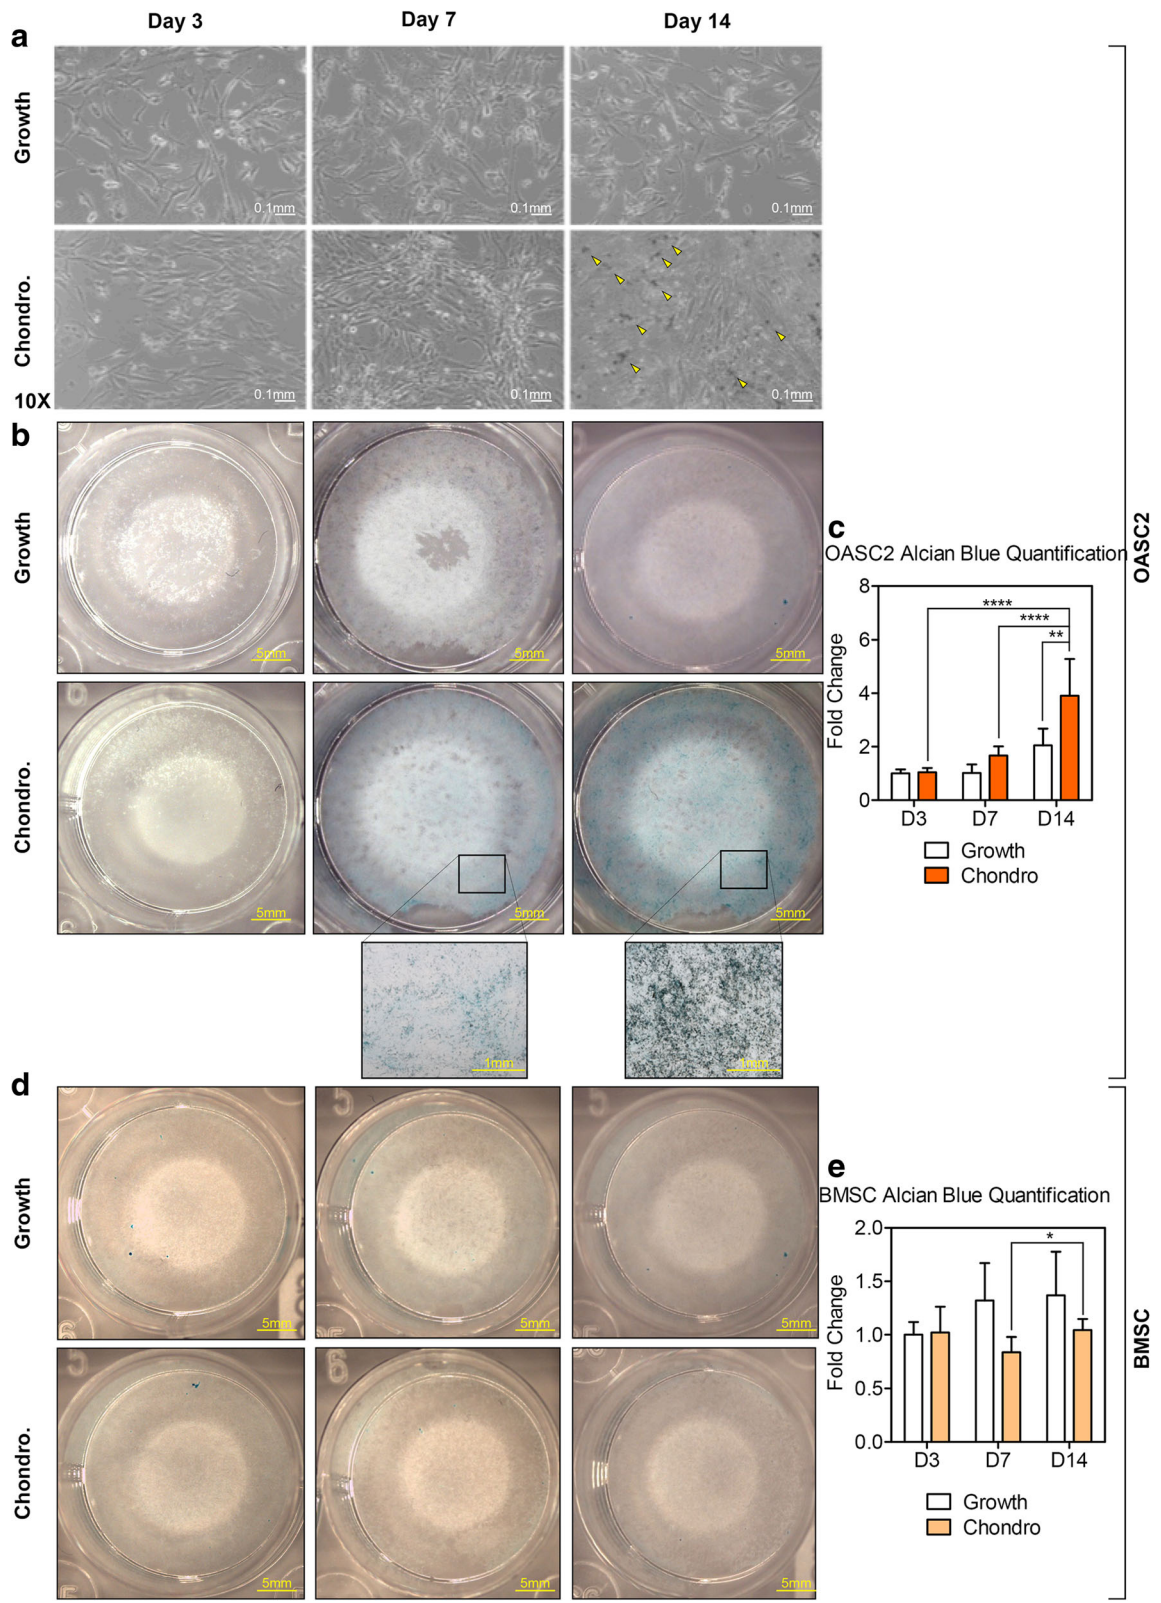 Day 3
Day 7
Day 14
a
Growth
0.1mm
0.1mm
0.1mm
Chondro.
0.1mm
0.1mm
0.1mm
10X
b
Growth
5mm
5mm
5mm
Chondro.
5mm
5mm
5mm
1mm
1mm
c
OASC2 Alcian Blue Quantification
Fold Change
8
6
4
2
0
****
****
**
D3
D7
D14
Growth
Chondro
OASC2
d
Growth
5mm
5mm
5mm
Chondro.
5mm
5mm
5mm
e
BMSC Alcian Blue Quantification
Fold Change
2.0
1.5
1.0
0.5
0.0
*
D3
D7
D14
Growth
Chondro
BMSC